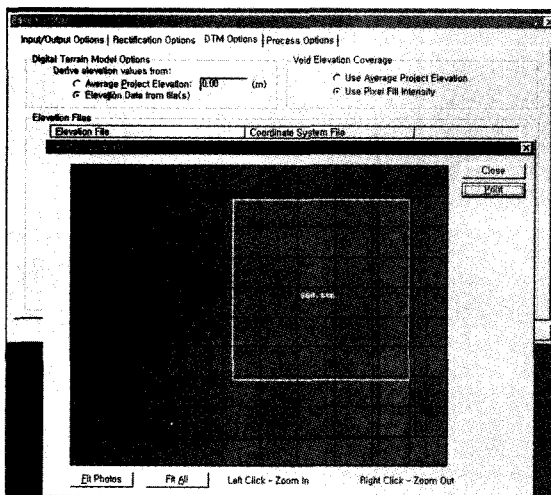 Input/Output Options | Rectification Options DTM Options | Process Options |
Digital Terrain Model Options
Derive elevation values from:
Average Project Elevation: 0.00 (m)
Elevation Data from file(s)
Void Elevation Coverage
Use Average Project Elevation
Use Pixel Fill Intensity
Elevation Files
Elevation File Coordinate System File
Close
Print
Fit Photos Fit All Left Click - Zoom In Right Click - Zoom Out